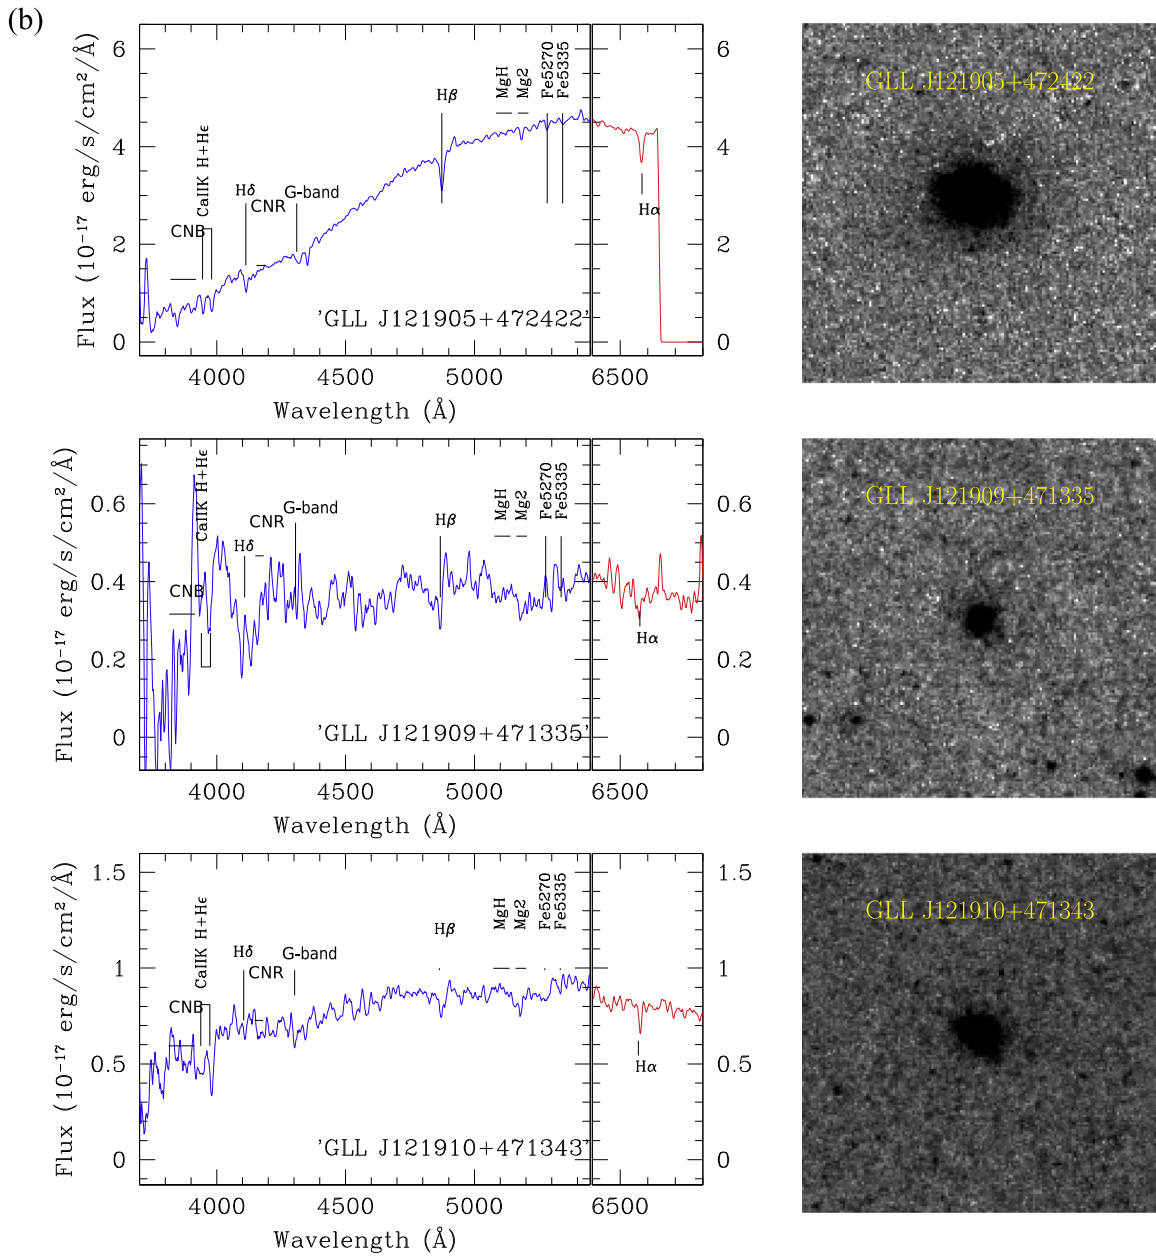 (b)
Flux (10⁻¹⁷ erg/s/cm²/Å)
6
4
2
0
CNB
CaIIK H+Hϵ
Hδ
CNR
G-band
Hβ
MgH
Mg2
Fe5270
Fe5335
'GLL J121905+472422'
Hα
6
4
2
0
4000
4500
5000
6500
Wavelength (Å)
GLL J121905+472422
Flux (10⁻¹⁷ erg/s/cm²/Å)
0.6
0.4
0.2
0
CNB
CaIIK H+Hϵ
Hδ
CNR
G-band
Hβ
MgH
Mg2
Fe5270
Fe5335
'GLL J121909+471335'
Hα
0.6
0.4
0.2
0
4000
4500
5000
6500
Wavelength (Å)
GLL J121909+471335
Flux (10⁻¹⁷ erg/s/cm²/Å)
1.5
1
0.5
0
CNB
CaIIK H+Hϵ
Hδ
CNR
G-band
Hβ
MgH
Mg2
Fe5270
Fe5335
'GLL J121910+471343'
Hα
1.5
1
0.5
0
4000
4500
5000
6500
Wavelength (Å)
GLL J121910+471343